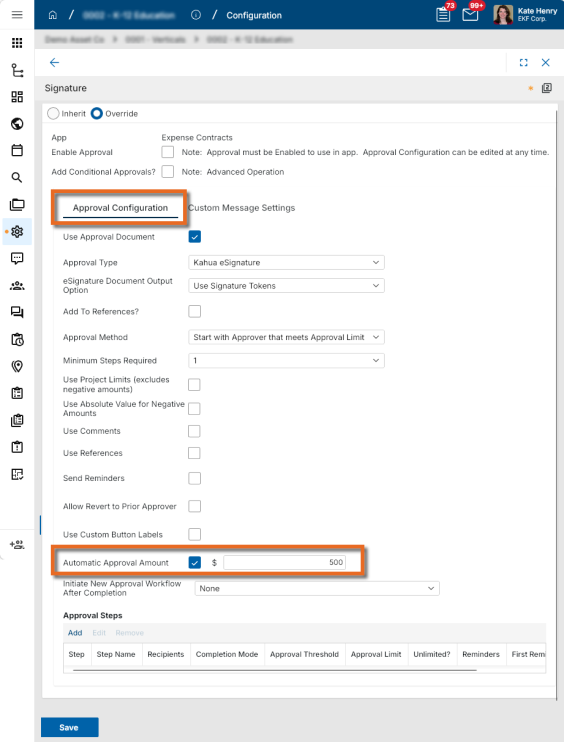 / 0002 - K-12 Education / Configuration 73 99+ Kate Henry
EKF Corp.
Demo Asset Co > 0001 - Verticals > 0002 - K-12 Education
Signature * 2
Inherit Override
App Expense Contracts
Enable Approval Note: Approval must be Enabled to use in app. Approval Configuration can be edited at any time.
Add Conditional Approvals? Note: Advanced Operation
Approval Configuration Custom Message Settings
Use Approval Document
Approval Type Kahua eSignature
eSignature Document Output
Option Use Signature Tokens
Add To References?
Approval Method Start with Approver that meets Approval Limit
Minimum Steps Required 1
Use Project Limits (excludes
negative amounts)
Use Absolute Value for Negative
Amounts
Use Comments
Use References
Send Reminders
Allow Revert to Prior Approver
Use Custom Button Labels
Automatic Approval Amount $ 500
Initiate New Approval Workflow
After Completion None
Approval Steps
Add Edit Remove
Step Step Name Recipients Completion Mode Approval Threshold Approval Limit Unlimited? Reminders First Rem
Save